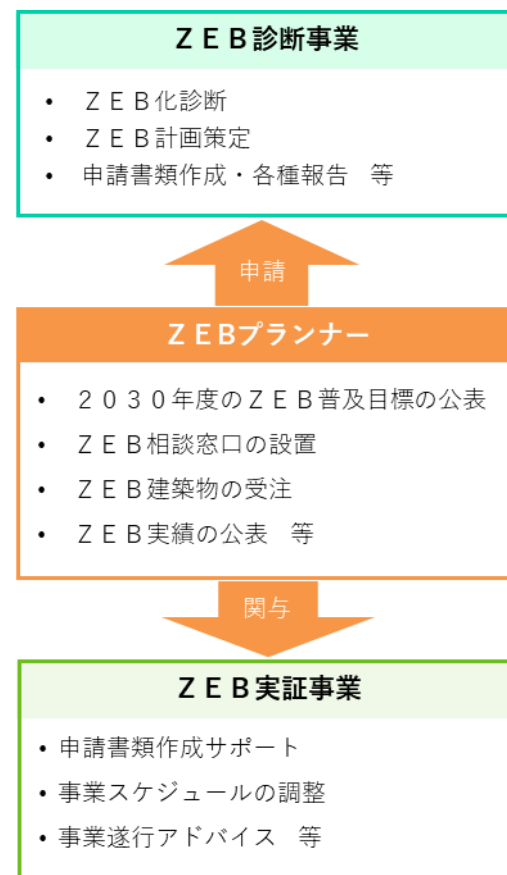 ＺＥＢ診断事業
• ＺＥＢ化診断
• ＺＥＢ計画策定
• 申請書類作成・各種報告　等
申請
ＺＥＢプランナー
• ２０３０年度のＺＥＢ普及目標の公表
• ＺＥＢ相談窓口の設置
• ＺＥＢ建築物の受注
• ＺＥＢ実績の公表　等
関与
ＺＥＢ実証事業
• 申請書類作成サポート
• 事業スケジュールの調整
• 事業遂行アドバイス　等